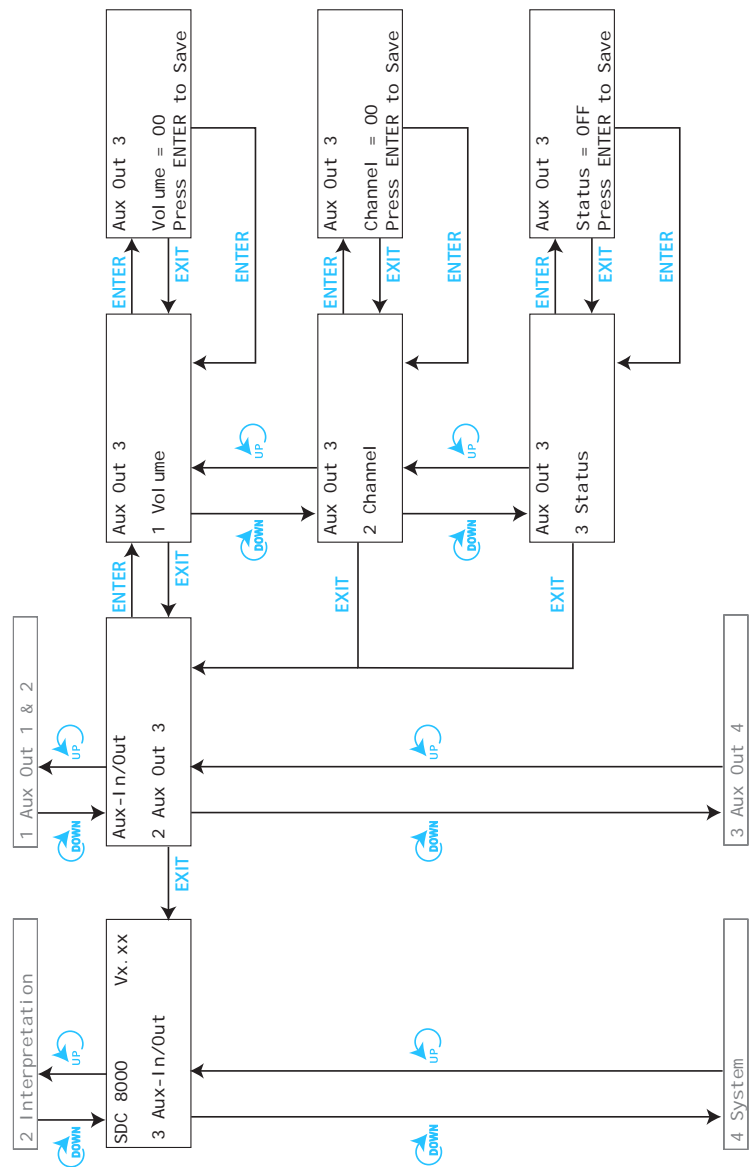 2 Interpretation
DOWN
UP
SDC 8000 Vx.xx
3 Aux-In/Out
DOWN
UP
4 System
EXIT
1 Aux Out 1 & 2
DOWN
UP
Aux-In/Out
2 Aux Out 3
DOWN
UP
3 Aux Out 4
ENTER
EXIT
EXIT
EXIT
Aux Out 3
1 Volume
DOWN
UP
Aux Out 3
2 Channel
DOWN
UP
Aux Out 3
3 Status
ENTER
EXIT
ENTER
ENTER
EXIT
ENTER
ENTER
EXIT
ENTER
Aux Out 3
Volume = 00
Press ENTER to Save
Aux Out 3
Channel = 00
Press ENTER to Save
Aux Out 3
Status = OFF
Press ENTER to Save